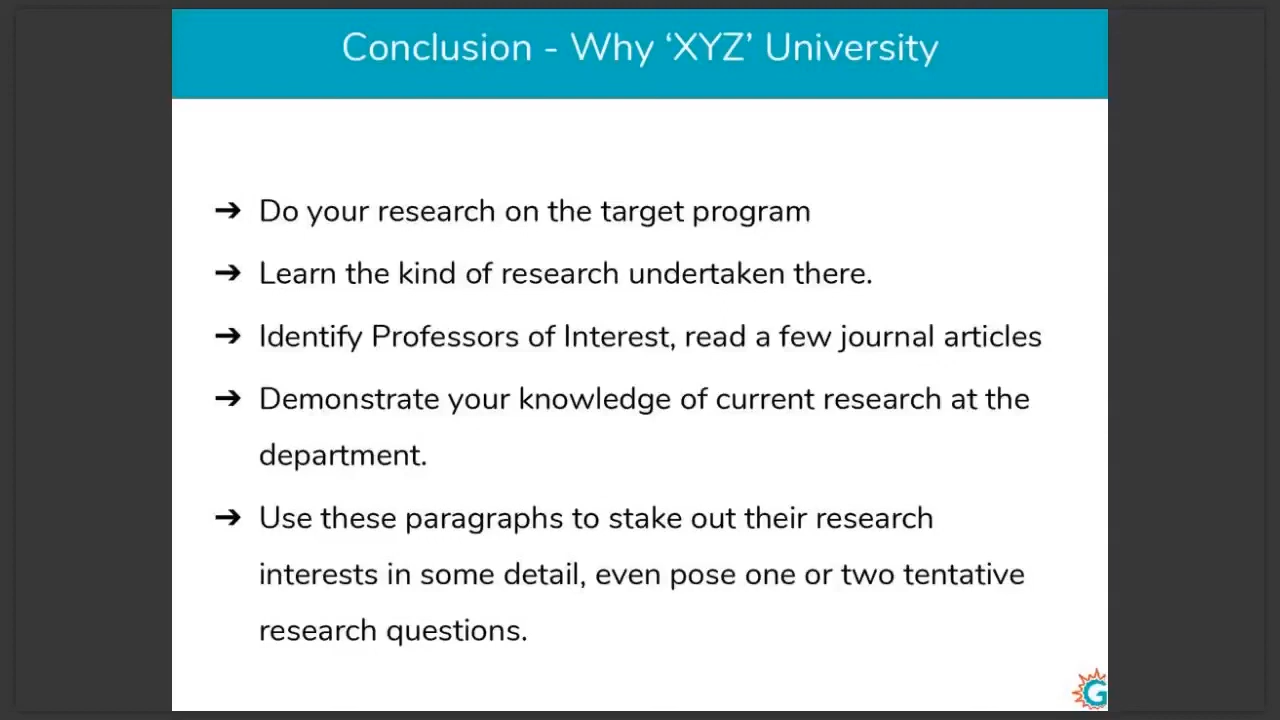 Conclusion - Why ‘XYZ’ University
➔ Do your research on the target program
➔ Learn the kind of research undertaken there.
➔ Identify Professors of Interest, read a few journal articles
➔ Demonstrate your knowledge of current research at the
department.
➔ Use these paragraphs to stake out their research
interests in some detail, even pose one or two tentative
research questions.
G